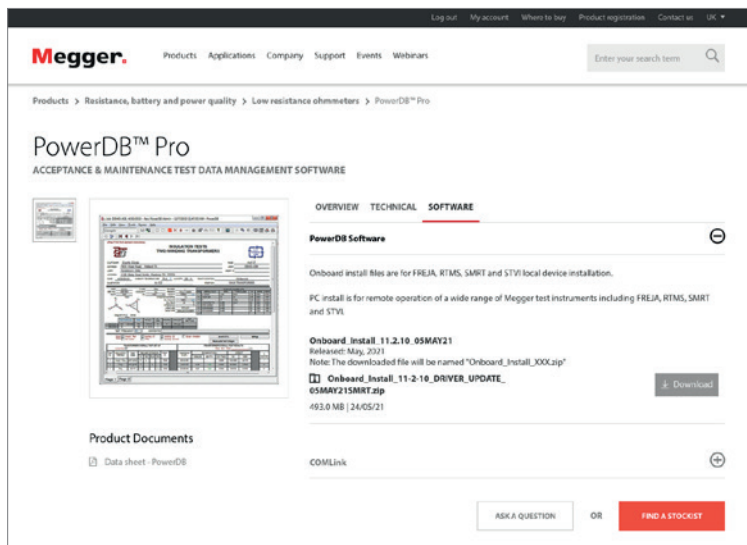 Log out My account Where to buy Product registration Contact us UK
Megger.
Products Applications Company Support Events Webinars
Enter your search term
Products > Resistance, battery and power quality > Low resistance ohmmeters > PowerDB™ Pro
PowerDB™ Pro
ACCEPTANCE & MAINTENANCE TEST DATA MANAGEMENT SOFTWARE
OVERVIEW TECHNICAL SOFTWARE
PowerDB Software
INSULATION TESTS
TWO-WINDING TRANSFORMERS
Onboard install files are for FREJA, RTMS, SMRT and STVI local device installation.
PC install is for remote operation of a wide range of Megger test instruments including FREJA, RTMS, SMRT
and STVI.
Onboard_Install_11.2.10_05MAY21
Released: May, 2021
Note: The downloaded file will be named "Onboard_Install_XXX.zip"
Onboard_Install_11-2-10_DRIVER_UPDATE_
05MAY21SMRT.zip
Download
493.0 MB | 24/05/21
Product Documents
Data sheet - PowerDB
COMLink
ASK A QUESTION OR FIND A STOCKIST